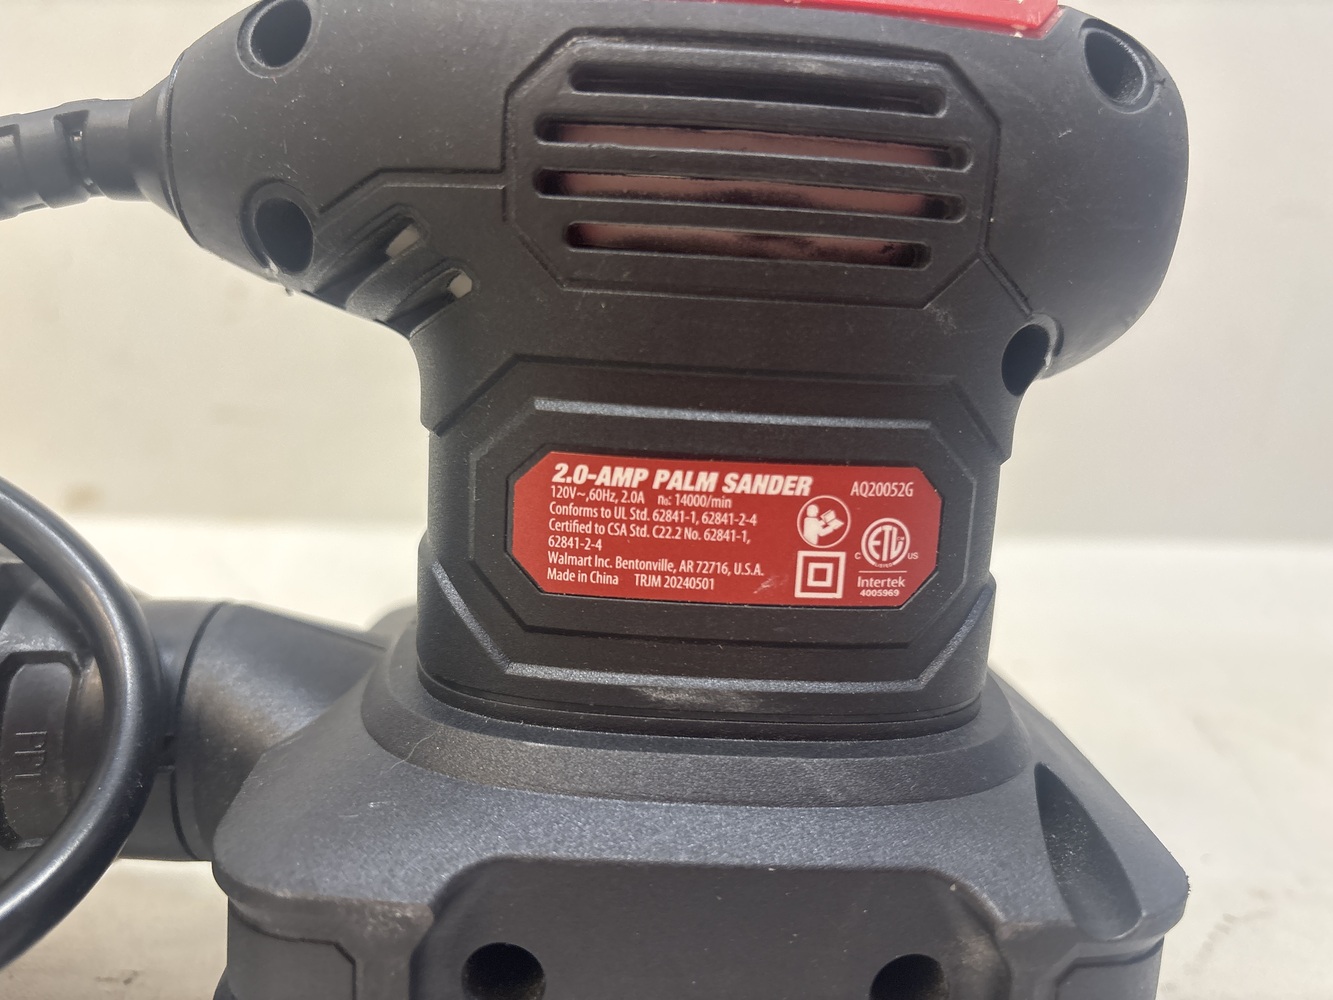 2.0-AMP PALM SANDER
AQ20052G
120V~,60Hz, 2.0A n₀: 14000/min
Conforms to UL Std. 62841-1, 62841-2-4
Certified to CSA Std. C22.2 No. 62841-1,
62841-2-4
Walmart Inc. Bentonville, AR 72716, U.S.A.
Made in China TRJM 20240501
C ETL US
Intertek
4005969